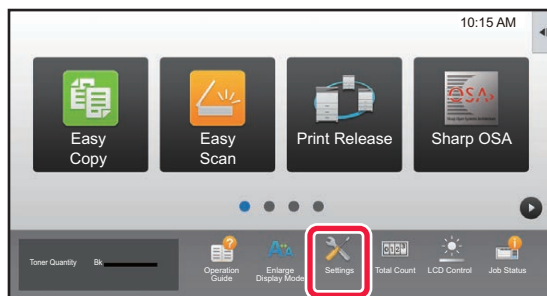 10:15 AM
Easy
Copy
Easy
Scan
Print Release
OSA
Sharp OSA
Toner Quantity
Bk
Operation
Guide
Enlarge
Display Mode
Settings
Total Count
LCD Control
Job Status